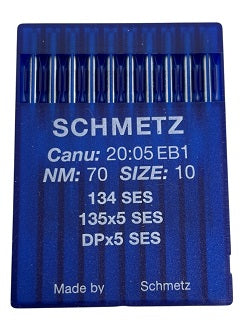 SCHMETZ
Canu: 20:05 EB1
NM: 70 SIZE: 10
134 SES
135x5 SES
DPx5 SES
Made by Schmetz